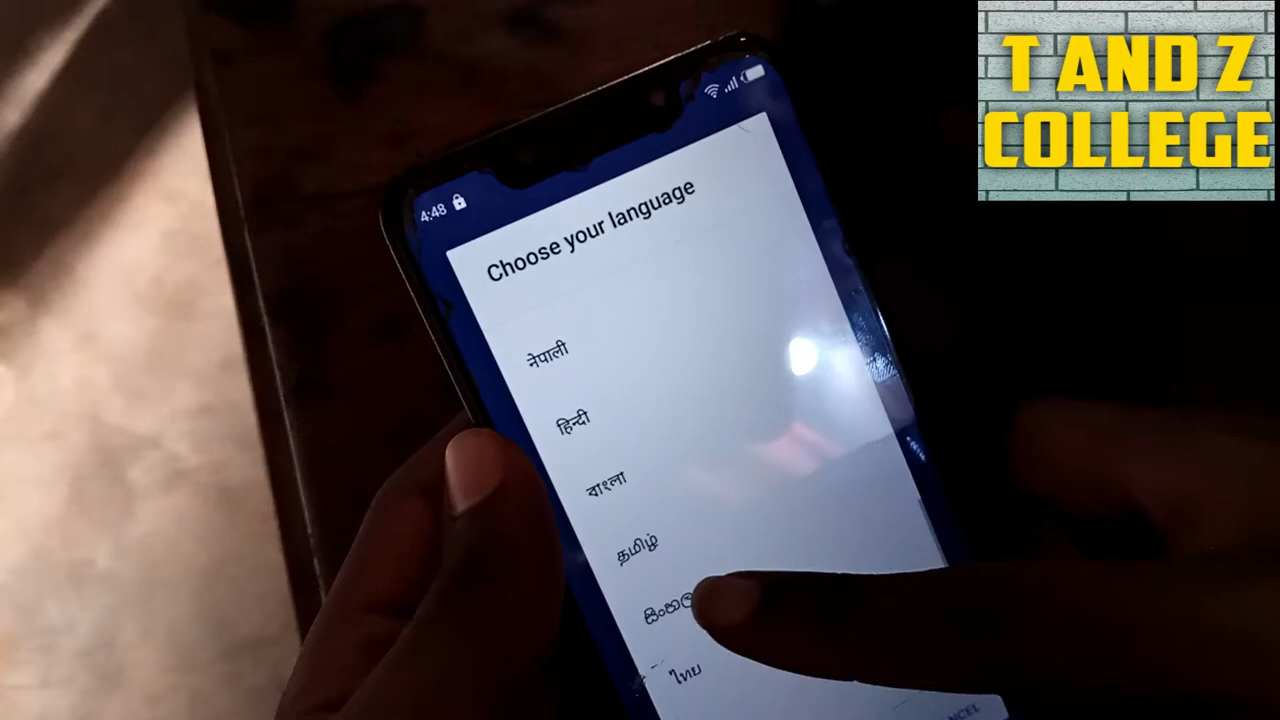 T AND Z
COLLEGE
4:48
Choose your language
नेपाली
हिन्दी
বাংলা
தமிழ்
ไทย